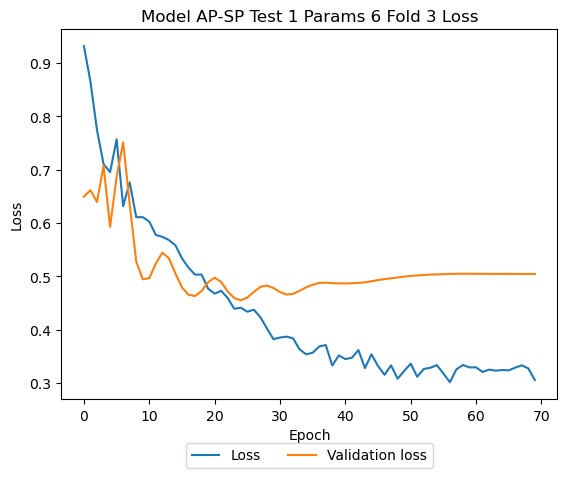 Model AP-SP Test 1 Params 6 Fold 3 Loss
Loss
0.9
0.8
0.7
0.6
0.5
0.4
0.3
0 10 20 30 40 50 60 70
Epoch
Loss Validation loss